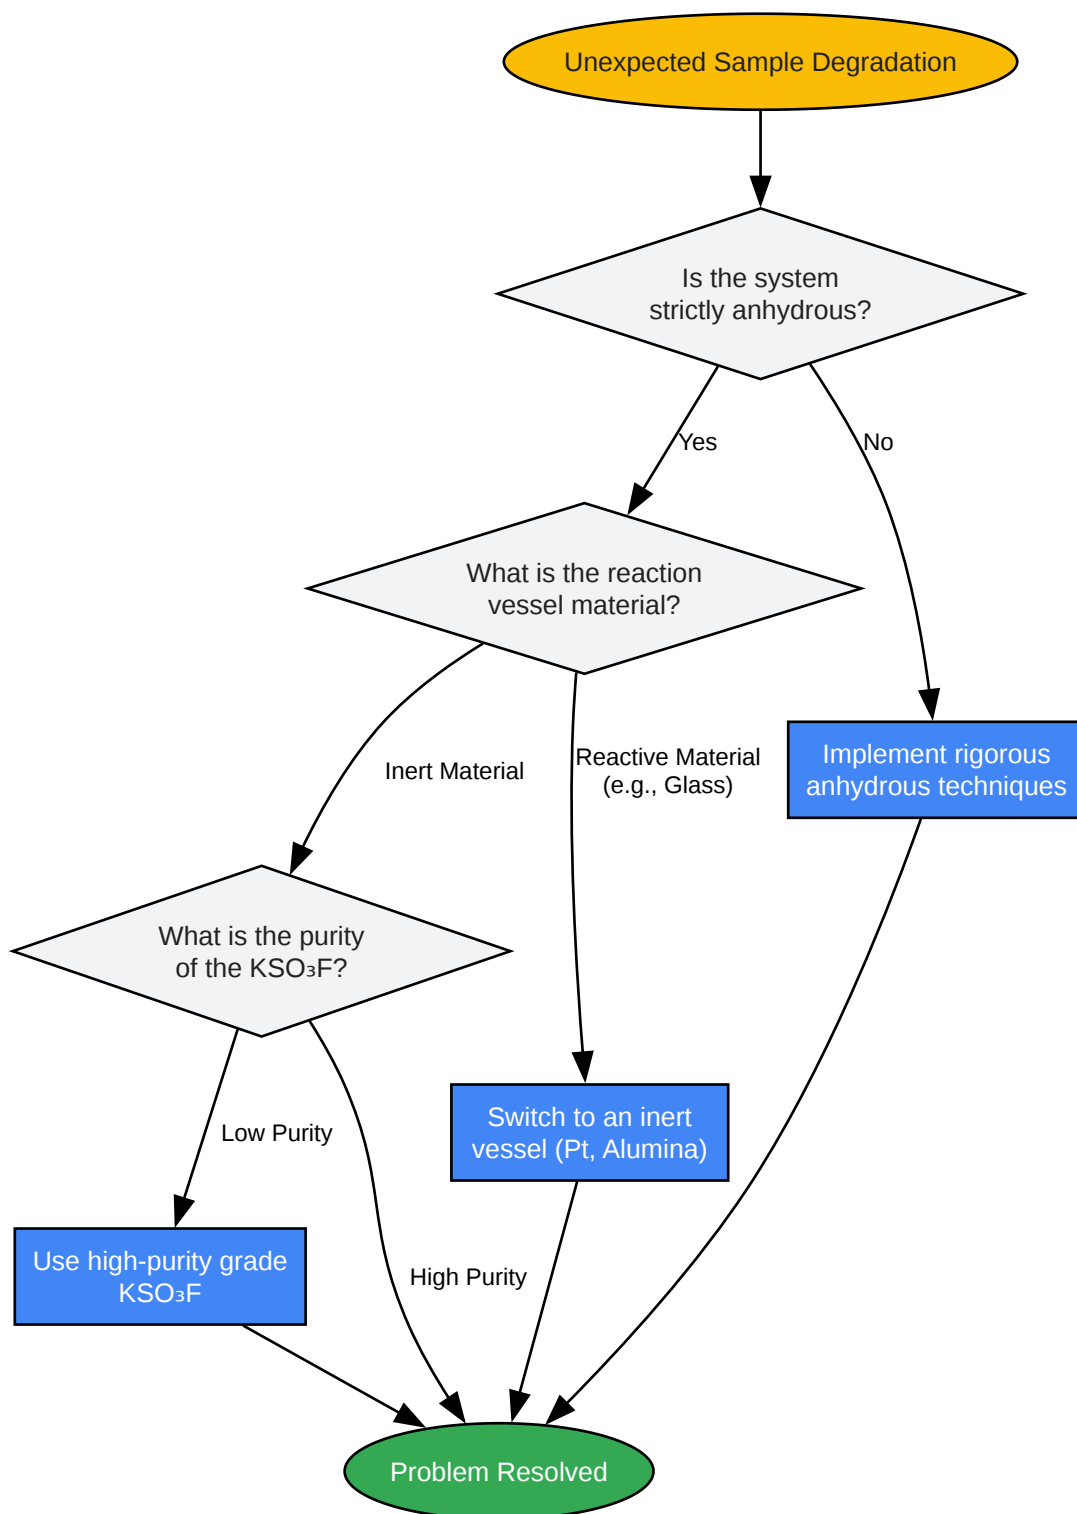 Unexpected Sample Degradation
Is the system
strictly anhydrous?
Yes
No
What is the reaction
vessel material?
Inert Material
Reactive Material
(e.g., Glass)
Implement rigorous
anhydrous techniques
What is the purity
of the KSO₃F?
Low Purity
High Purity
Switch to an inert
vessel (Pt, Alumina)
Use high-purity grade
KSO₃F
Problem Resolved